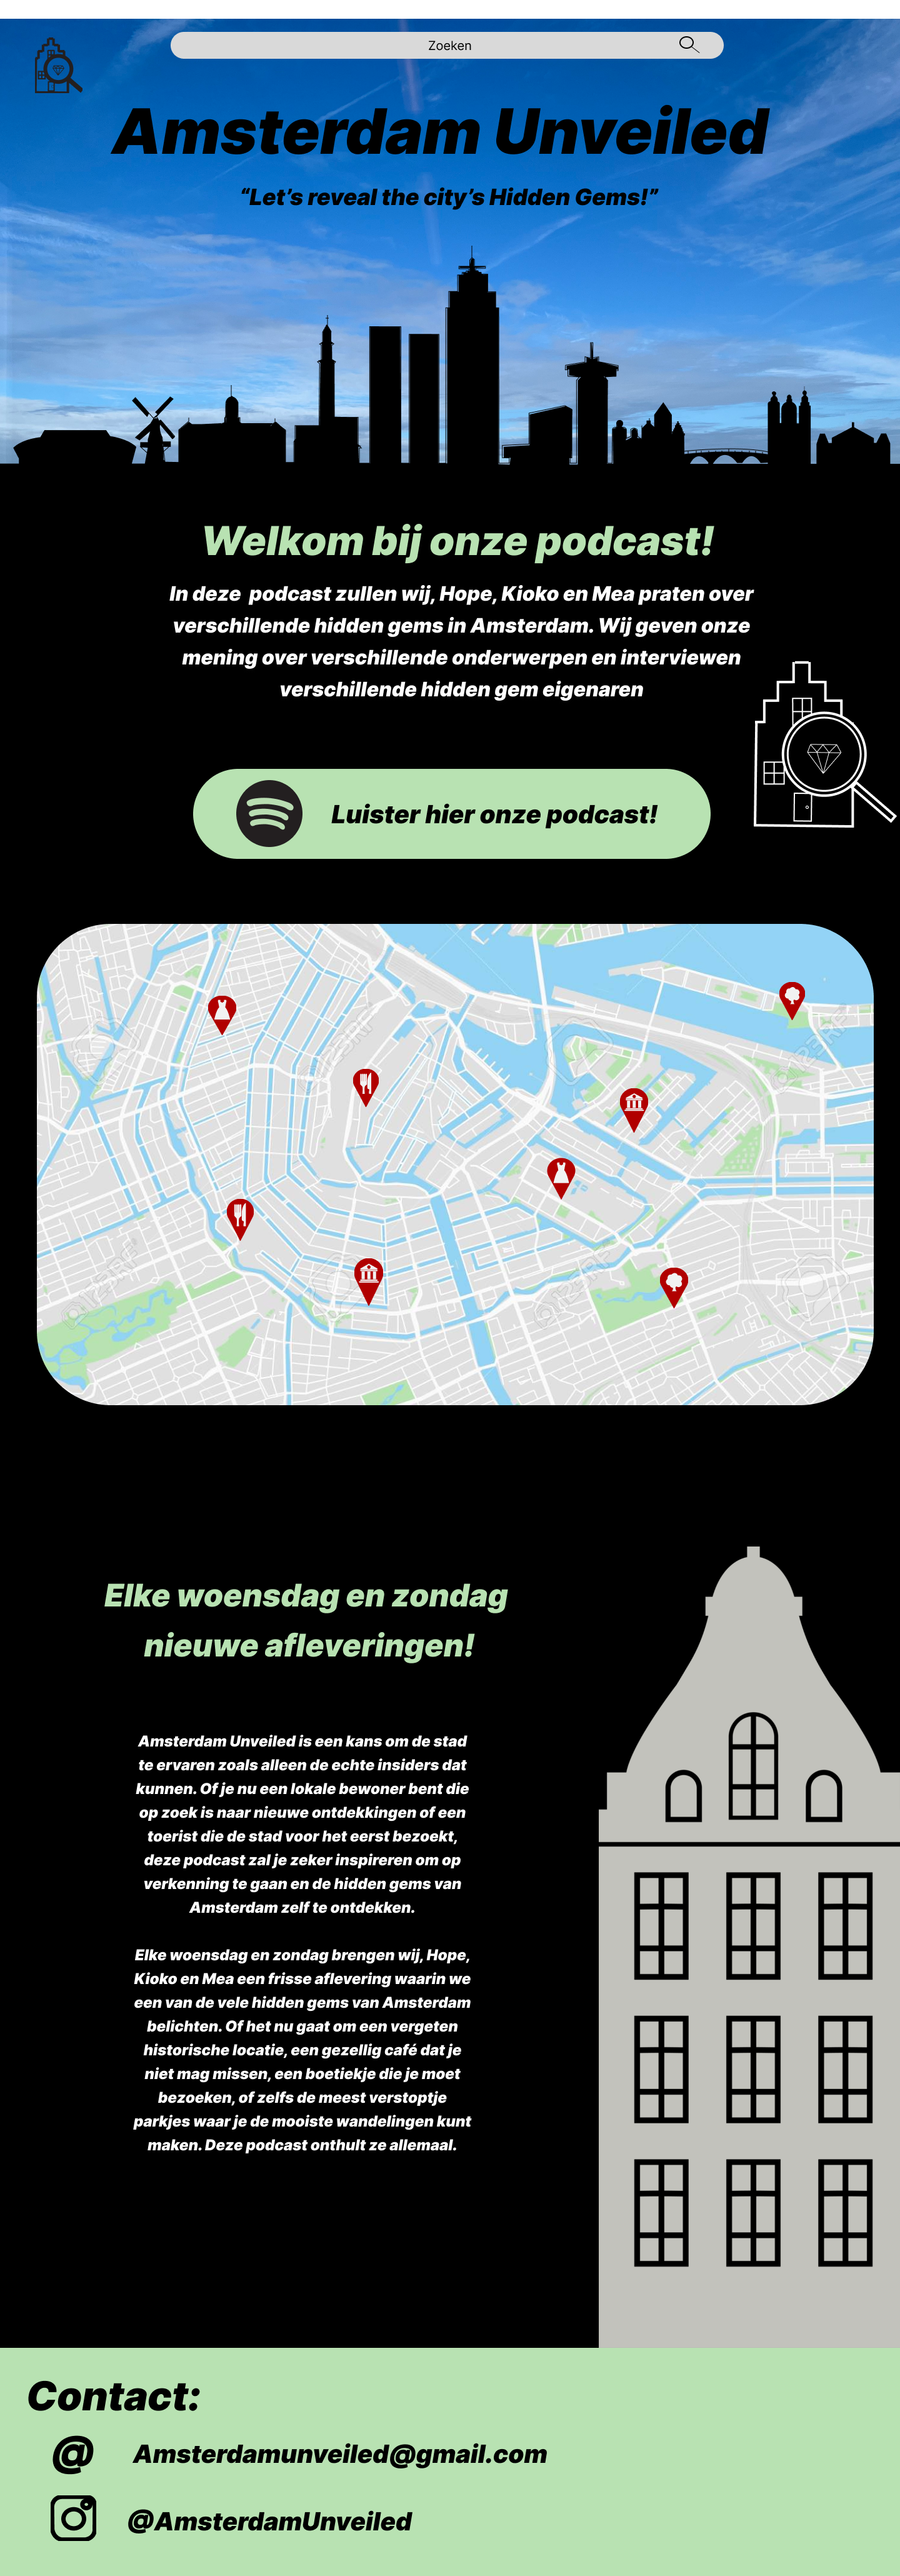 Zoeken
Amsterdam Unveiled
“Let’s reveal the city’s Hidden Gems!”
Welkom bij onze podcast!
In deze podcast zullen wij, Hope, Kioko en Mea praten over
verschillende hidden gems in Amsterdam. Wij geven onze
mening over verschillende onderwerpen en interviewen
verschillende hidden gem eigenaren
Luister hier onze podcast!
Elke woensdag en zondag
nieuwe afleveringen!
Amsterdam Unveiled is een kans om de stad
te ervaren zoals alleen de echte insiders dat
kunnen. Of je nu een lokale bewoner bent die
op zoek is naar nieuwe ontdekkingen of een
toerist die de stad voor het eerst bezoekt,
deze podcast zal je zeker inspireren om op
verkenning te gaan en de hidden gems van
Amsterdam zelf te ontdekken.
Elke woensdag en zondag brengen wij, Hope,
Kioko en Mea een frisse aflevering waarin we
een van de vele hidden gems van Amsterdam
belichten. Of het nu gaat om een vergeten
historische locatie, een gezellig café dat je
niet mag missen, een boetiekje die je moet
bezoeken, of zelfs de meest verstoptje
parkjes waar je de mooiste wandelingen kunt
maken. Deze podcast onthult ze allemaal.
Contact:
@ Amsterdamunveiled@gmail.com
@AmsterdamUnveiled